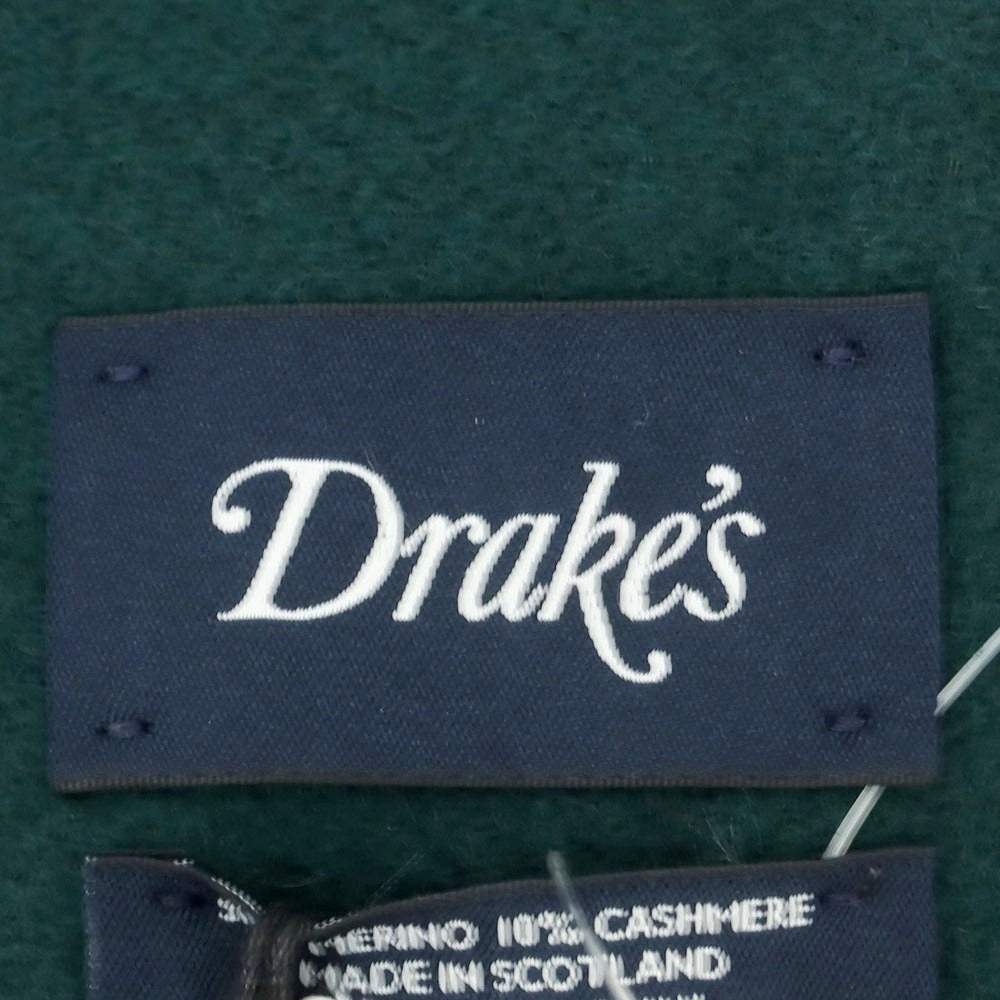 Drake's
MERINO 10% CASHMERE
MADE IN SCOTLAND